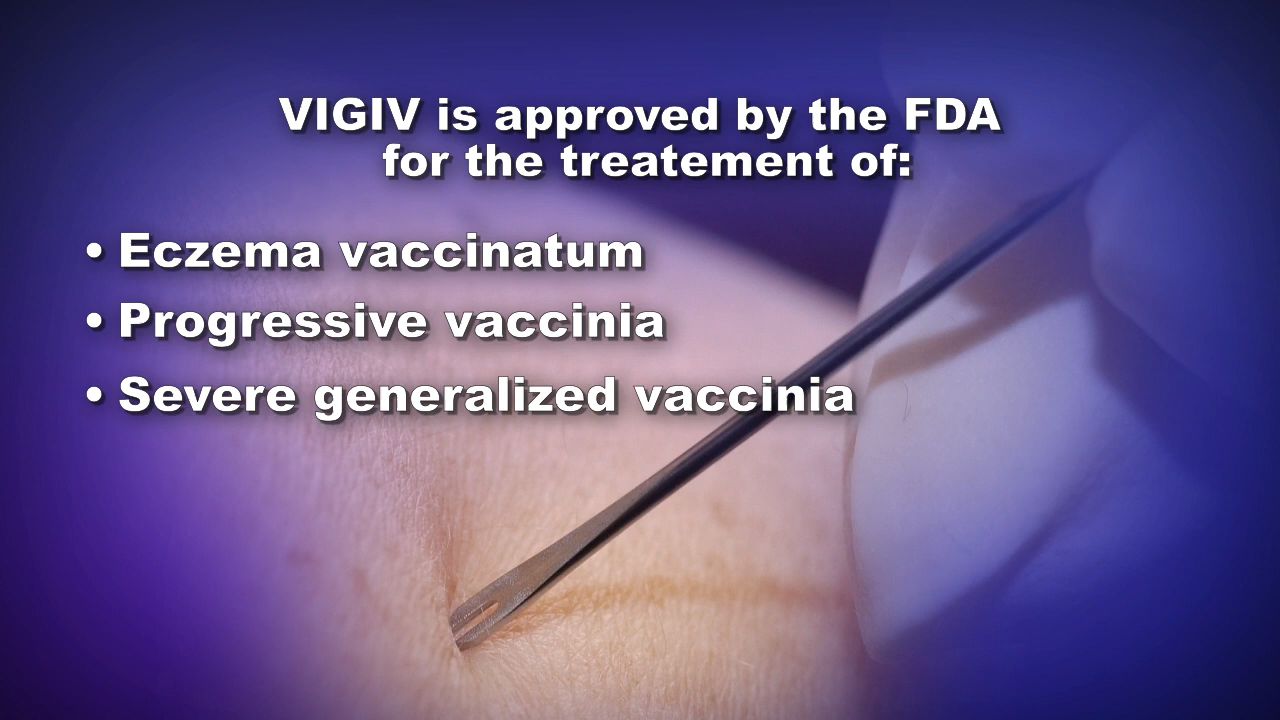 VIGIV is approved by the FDA
for the treatement of:
• Eczema vaccinatum
• Progressive vaccinia
• Severe generalized vaccinia